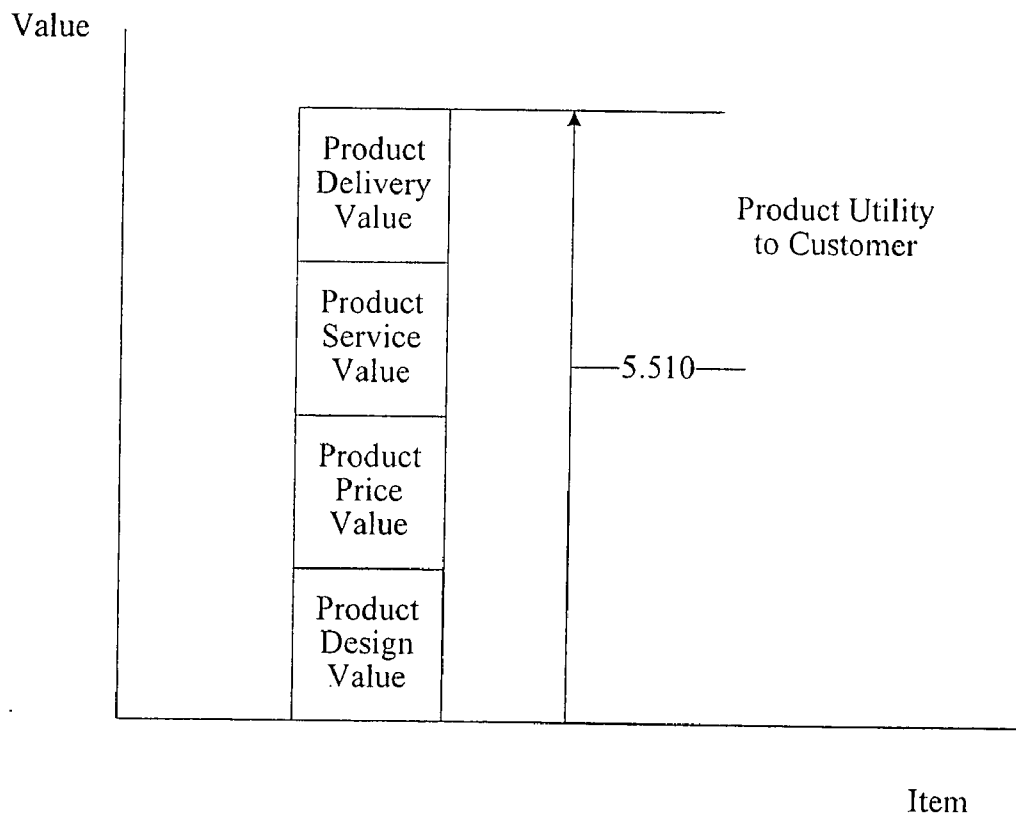 Value
Product
Delivery
Value
Product Utility
to Customer
Product
Service
Value
5.510
Product
Price
Value
Product
Design
Value
Item